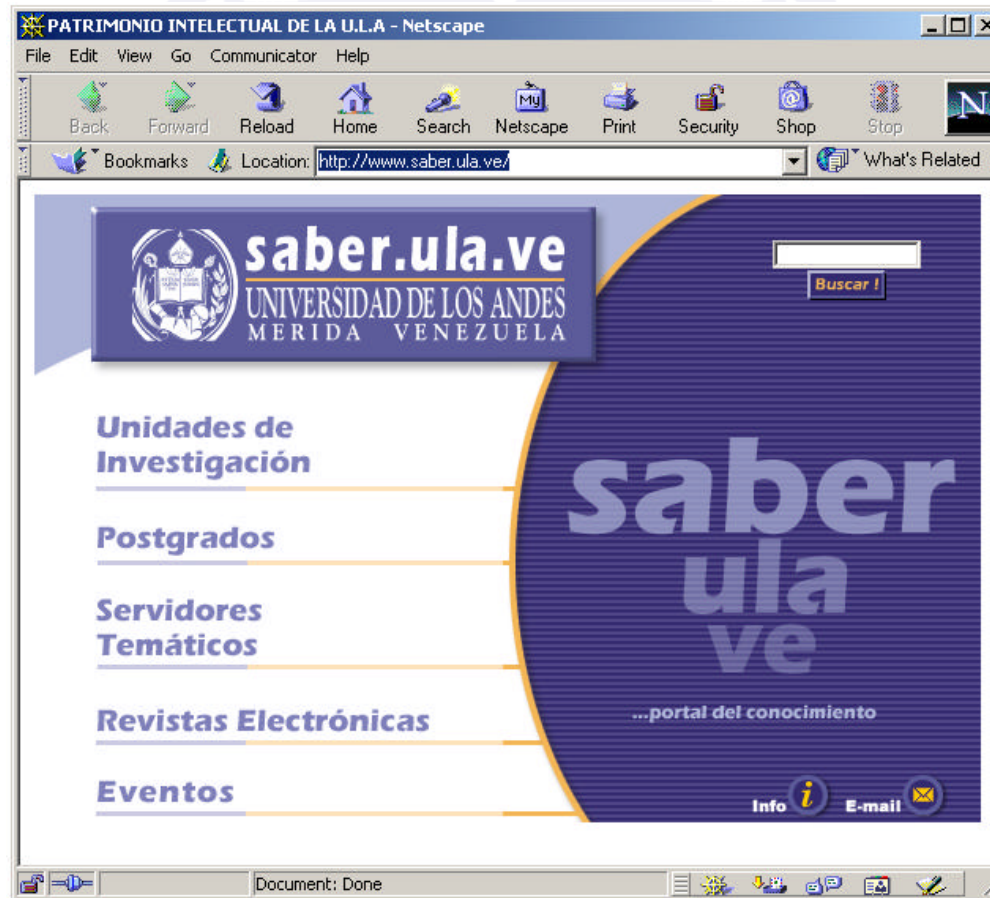 PATRIMONIO INTELECTUAL DE LA U.L.A - Netscape
File Edit View Go Communicator Help
Back Forward Reload Home Search Netscape Print Security Shop Stop
My
N
Bookmarks Location: http://www.saber.ula.ve/ What's Related
saber.ula.ve
UNIVERSIDAD DE LOS ANDES
MERIDA VENEZUELA
Buscar !
Unidades de
Investigación
Postgrados
Servidores
Temáticos
Revistas Electrónicas
Eventos
saber
ula
ve
...portal del conocimiento
Info i E-mail
Document: Done